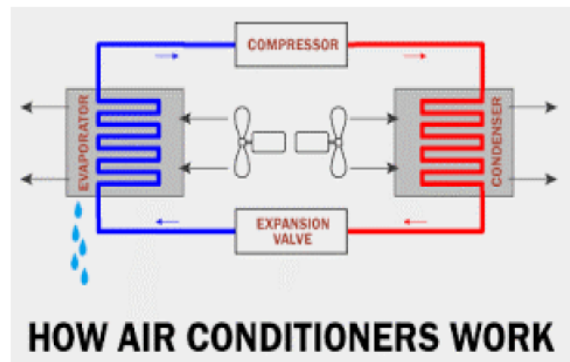 COMPRESSOR
EVAPORATOR
CONDENSER
EXPANSION
VALVE
HOW AIR CONDITIONERS WORK